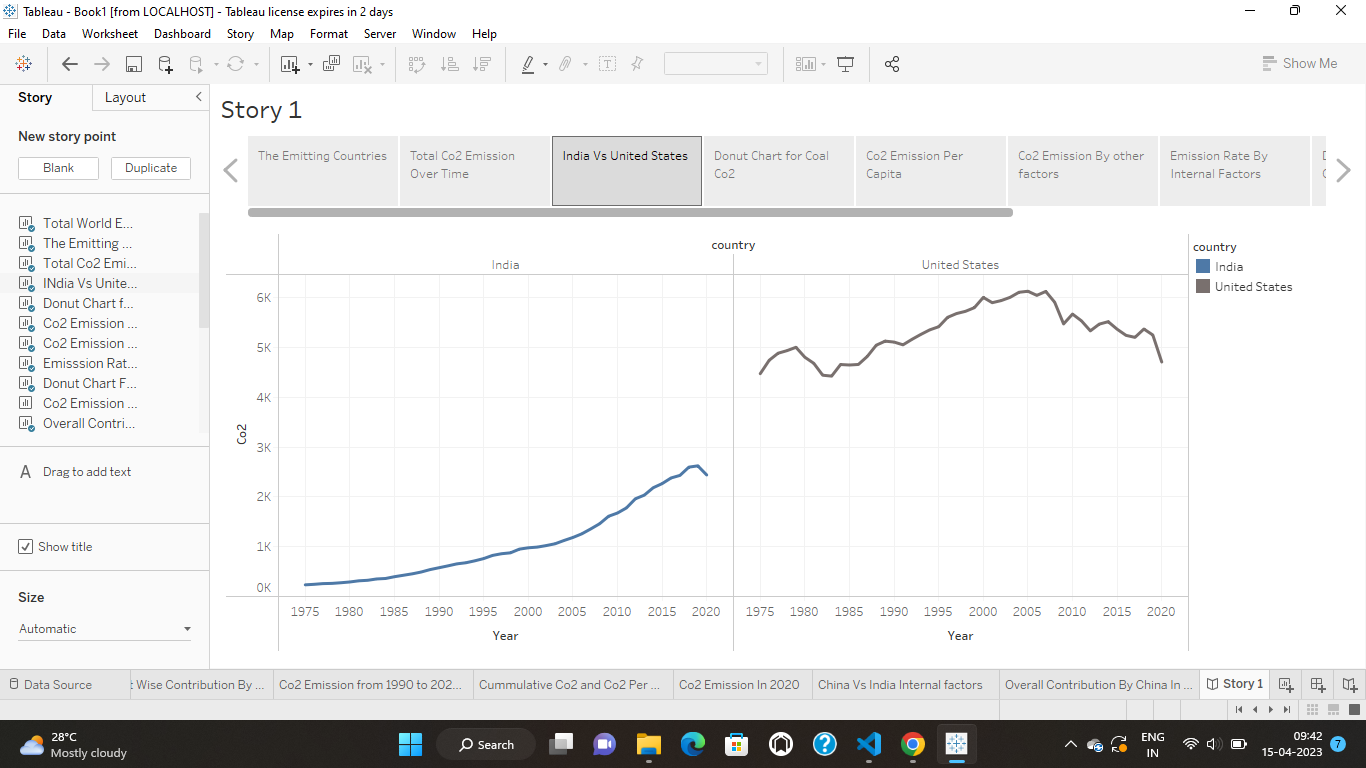 Tableau - Book1 [from LOCALHOST] - Tableau license expires in 2 days
File Data Worksheet Dashboard Story Map Format Server Window Help
Show Me
Story Layout
New story point
Blank Duplicate
Total World E...
The Emitting ...
Total Co2 Emi...
INdia Vs Unite...
Donut Chart f...
Co2 Emission ...
Co2 Emission ...
Emisssion Rat...
Donut Chart F...
Co2 Emission ...
Overall Contri...
A Drag to add text
Show title
Size
Automatic
Story 1
The Emitting Countries
Total Co2 Emission
Over Time
India Vs United States
Donut Chart for Coal
Co2
Co2 Emission Per
Capita
Co2 Emission By other
factors
Emission Rate By
Internal Factors
country
India United States
6K
5K
4K
3K
2K
1K
0K
Co2
1975 1980 1985 1990 1995 2000 2005 2010 2015 2020 1975 1980 1985 1990 1995 2000 2005 2010 2015 2020
Year Year
country
India
United States
Data Source t Wise Contribution By ... Co2 Emission from 1990 to 202... Cummulative Co2 and Co2 Per ... Co2 Emission In 2020 China Vs India Internal factors Overall Contribution By China In ... Story 1
28°C
Mostly cloudy
Search
ENG
IN
09:42
15-04-2023
7